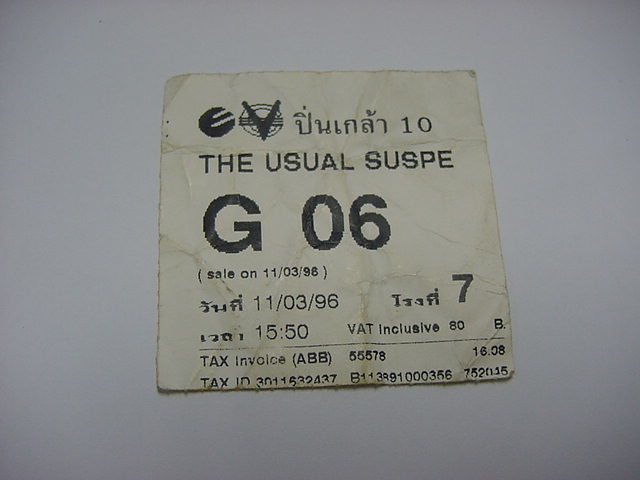 ปิ่นเกล้า 10
THE USUAL SUSPE
G 06
( sale on 11/03/96 )
วันที่ 11/03/96 โรงที่ 7
เวลา 15:50 VAT Inclusive 80 B.
TAX Invoice (ABB) 55578 16.08
TAX ID 3011632437 B113891000356 752045